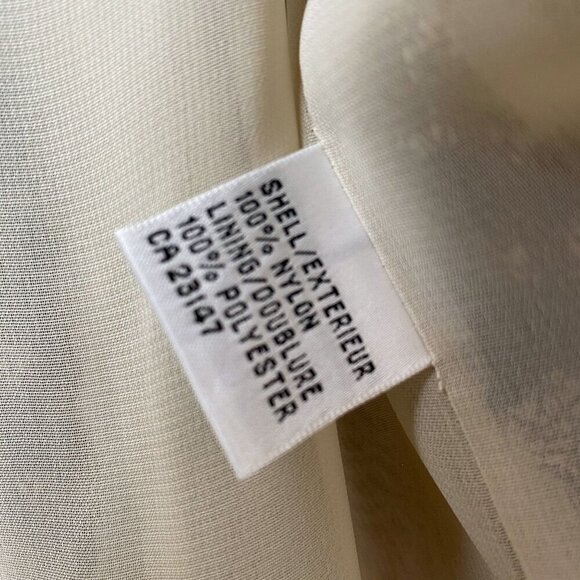 SHELL/EXTERIEUR
100% NYLON
LINING/DOUBLURE
100% POLYESTER
CA 23147